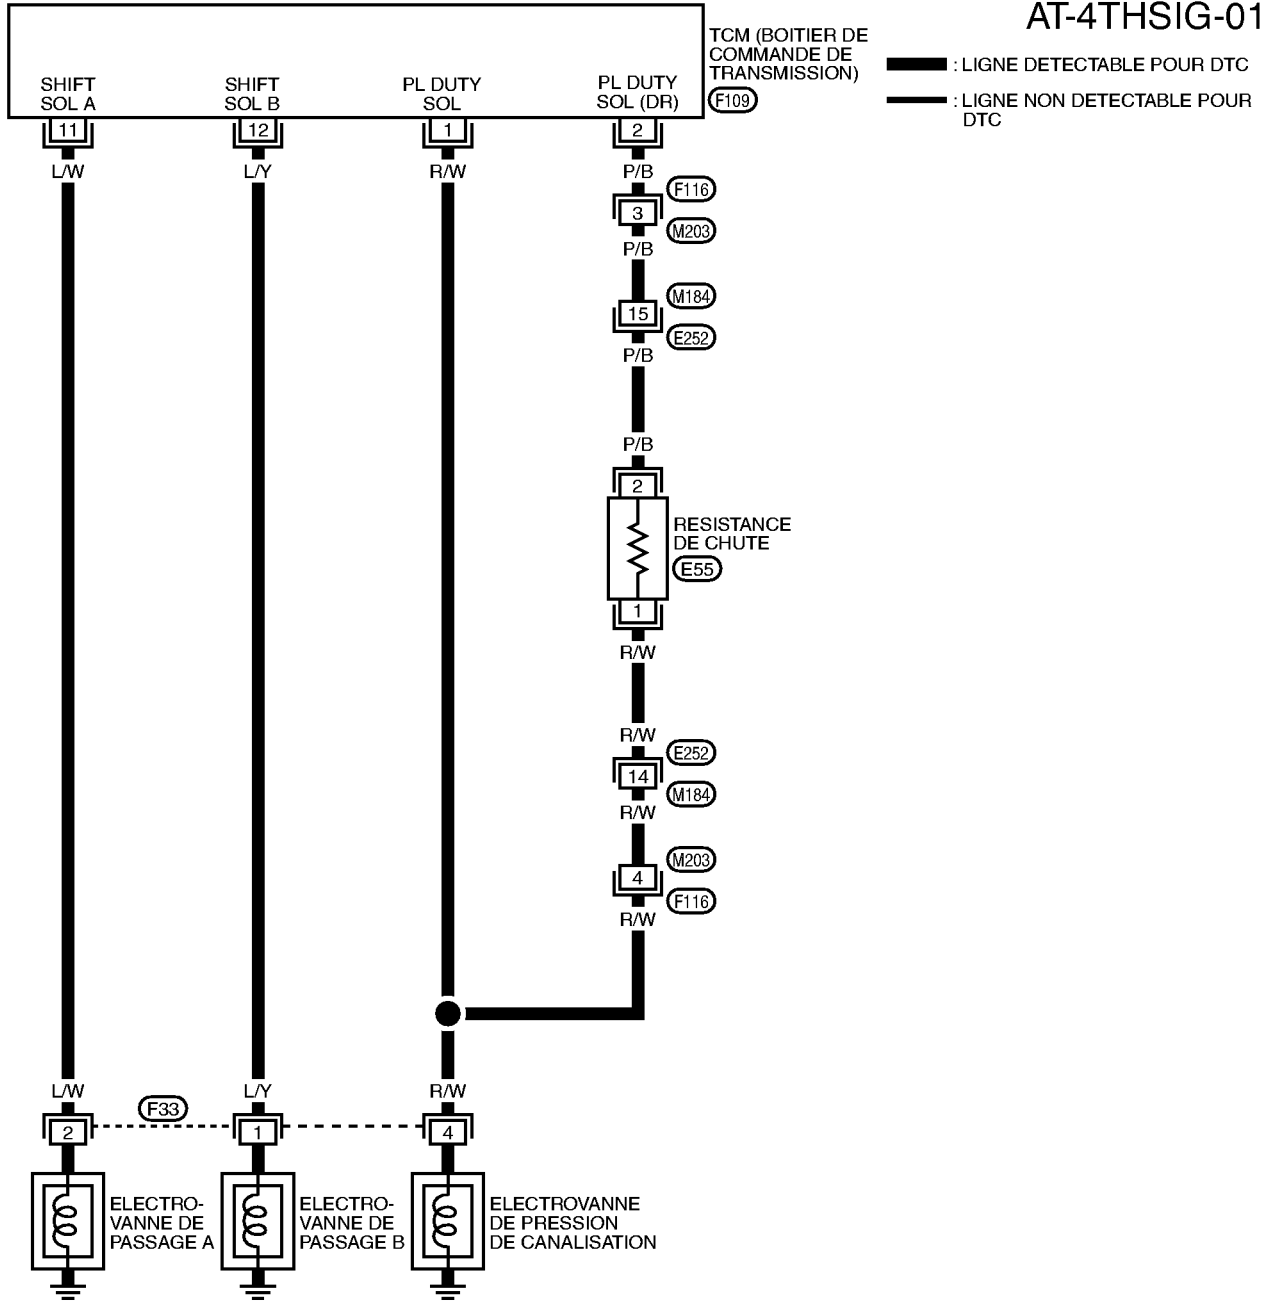 AT-4THSIG-01
TCM (BOITIER DE
COMMANDE DE
TRANSMISSION)
F109
: LIGNE DETECTABLE POUR DTC
: LIGNE NON DETECTABLE POUR
DTC
SHIFT
SOL A
SHIFT
SOL B
PL DUTY
SOL
PL DUTY
SOL (DR)
11
12
1
2
L/W
L/Y
R/W
P/B
F116
3
M203
P/B
M184
15
E252
P/B
P/B
2
RESISTANCE
DE CHUTE
E55
1
R/W
R/W
E252
14
M184
R/W
M203
4
F116
R/W
L/W
L/Y
R/W
F33
2
1
4
ELECTRO-
VANNE DE
PASSAGE A
ELECTRO-
VANNE DE
PASSAGE B
ELECTROVANNE
DE PRESSION
DE CANALISATION